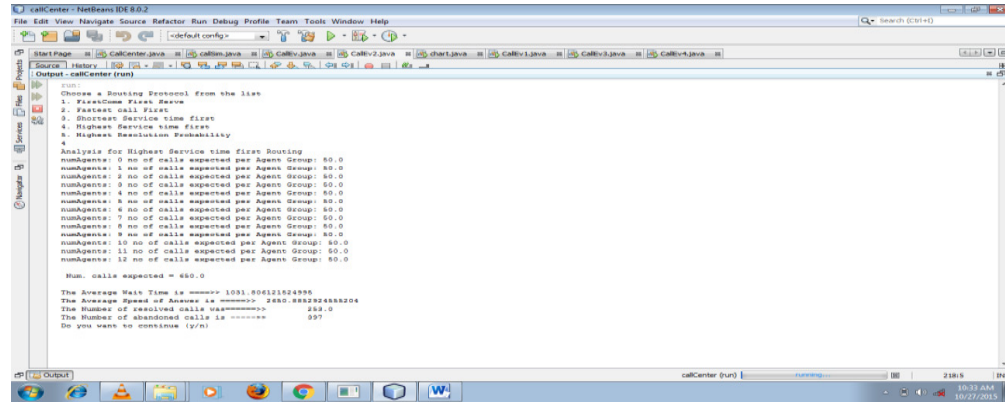 callCenter - NetBeans IDE 8.0.2
File Edit View Navigate Source Refactor Run Debug Profile Team Tools Window Help
Search (Ctrl+I)
<default config>
Start Page CallCenter.java callSim.java CallEv.java CallEv2.java chart.java CallEv1.java CallEv3.java CallEv4.java
Source History
Output - callCenter (run)
Projects
Files
Services
Navigator
run:
Choose a Routing Protocol from the list
1. FirstCome First Serve
2. Fastest call First
3. Shortest Service time first
4. Highest Service time first
5. Highest Resolution Probability
4
Analysis for Highest Service time first Routing
numAgents: 0 no of calls expected per Agent Group: 50.0
numAgents: 1 no of calls expected per Agent Group: 50.0
numAgents: 2 no of calls expected per Agent Group: 50.0
numAgents: 3 no of calls expected per Agent Group: 50.0
numAgents: 4 no of calls expected per Agent Group: 50.0
numAgents: 5 no of calls expected per Agent Group: 50.0
numAgents: 6 no of calls expected per Agent Group: 50.0
numAgents: 7 no of calls expected per Agent Group: 50.0
numAgents: 8 no of calls expected per Agent Group: 50.0
numAgents: 9 no of calls expected per Agent Group: 50.0
numAgents: 10 no of calls expected per Agent Group: 50.0
numAgents: 11 no of calls expected per Agent Group: 50.0
numAgents: 12 no of calls expected per Agent Group: 50.0
Num. calls expected = 650.0
The Average Wait Time is ====>> 1031.806121524995
The Average Speed of Answer is =====>>
The Number of resolved calls was======>> 253.0
The Number of abandoned calls is =====>> 397
Do you want to continue (y/n)
Output
callCenter (run) running... 218:5 IN
10:33 AM
10/27/2015